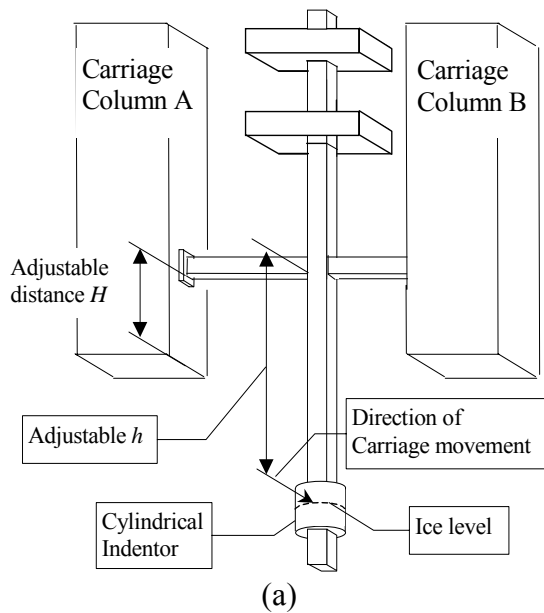 Carriage
Column A
Carriage
Column B
Adjustable
distance H
Adjustable h
Direction of
Carriage movement
Cylindrical
Indentor
Ice level
(a)